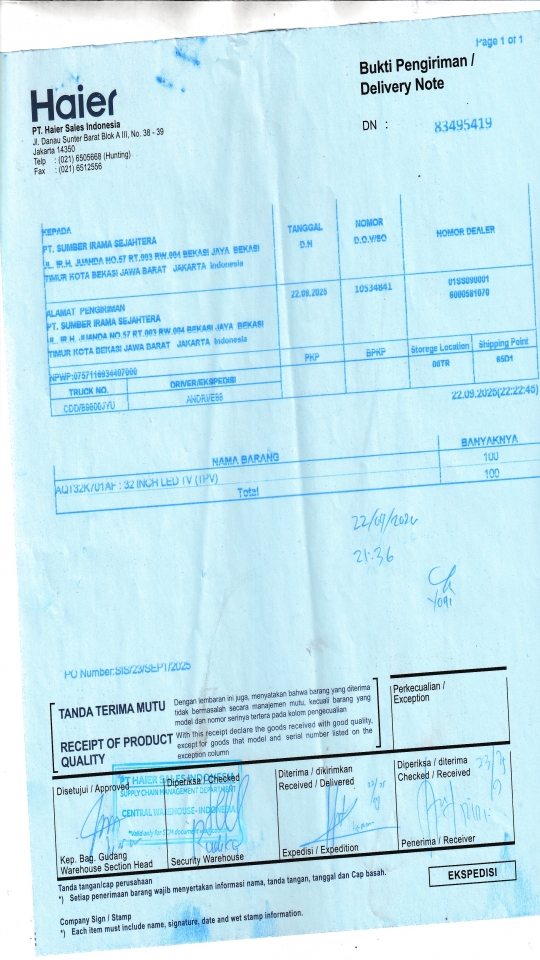 Page 1 of 1
Haier
PT. Haier Sales Indonesia
Jl. Danau Sunter Barat Blok A III, No. 38 - 39
Jakarta 14350
Telp : (021) 6505668 (Hunting)
Fax : (021) 6512556
Bukti Pengiriman /
Delivery Note
DN : 83495419
KEPADA
PT. SUMBER IRAMA SEJAHTERA
JL. IR.H. JUANDA NO.57 RT.003 RW.004 BEKASI JAYA BEKASI
TIMUR KOTA BEKASI JAWA BARAT JAKARTA Indonesia
TANGGAL
D.N
NOMOR
D.O.Y/SO
NOMOR DEALER
ALAMAT PENGIRIMAN
PT. SUMBER IRAMA SEJAHTERA
JL. IR.H. JUANDA NO.57 RT.003 RW.004 BEKASI JAYA BEKASI
TIMUR KOTA BEKASI JAWA BARAT JAKARTA Indonesia
22.09.2025
10534841
NPWP:0757116934407000
PKP
BPKP
Storege Location
Shipping Point
TRUCK NO.
DRIVER/EKSPEDISI
22.09.2025(22:22:45)
NAMA BARANG
BANYAKNYA
32 INCH LED TV (TPV)
100
Total
100
21.36
PO Number:SIS/23/SEPT/2025
TANDA TERIMA MUTU
Dengan lembaran ini juga, menyatakan bahwa barang yang diterima
tidak bermasalah secara manajemen mutu, kecuali barang yang
model dan nomor serinya tertera pada kolom pengecualian
RECEIPT OF PRODUCT
QUALITY
With this receipt declare the goods received with good quality,
except for goods that model and serial number listed on the
exception column
Perkecualian /
Exception
Disetujui / Approved
Diperiksa / Checked
Diterima / dikirimkan
Received / Delivered
Diperiksa / diterima
Checked / Received
PT HAIER SALES INDONESIA
SUPPLY CHAIN MANAGEMENT DEPARTMENT
CENTRAL WAREHOUSE- INDONESIA
Kep. Bag. Gudang
Warehouse Section Head
Security Warehouse
Expedisi / Expedition
Penerima / Receiver
Tanda tangan/cap perusahaan
*) Setiap penerimaan barang wajib menyertakan informasi nama, tanda tangan, tanggal dan Cap basah.
EKSPEDISI
Company Sign / Stamp
*) Each item must include name, signature, date and wet stamp information.